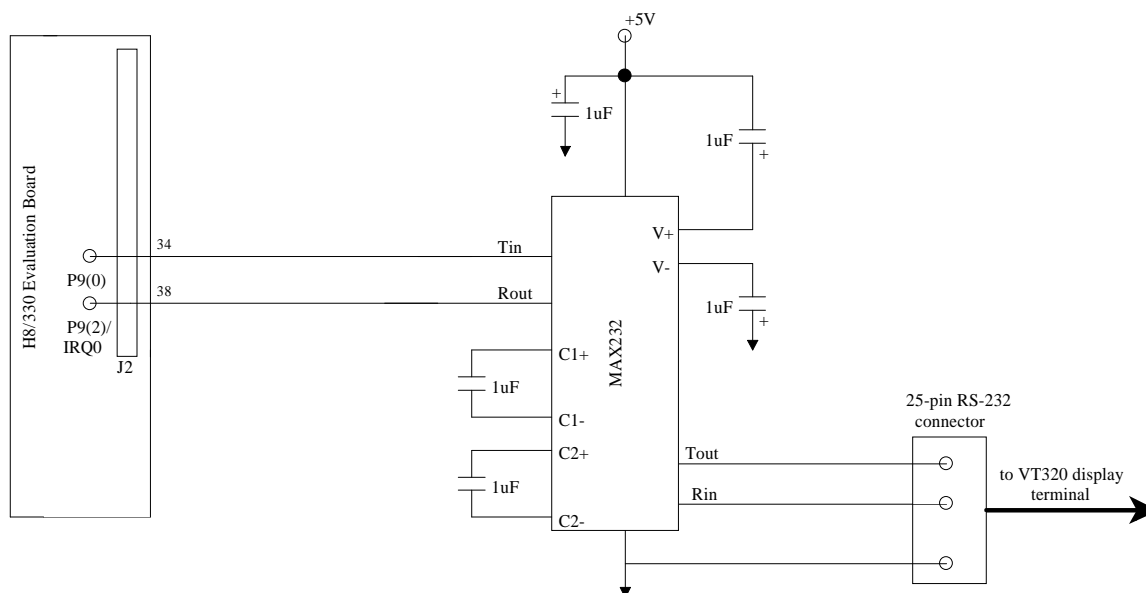 +5V
+
1uF
1uF
+
H8/330 Evaluation Board
34
Tin
V+
V-
P9(0)
38
Rout
1uF
+
P9(2)/
IRQ0
J2
MAX232
C1+
1uF
C1-
25-pin RS-232
connector
C2+
Tout
to VT320 display
terminal
1uF
Rin
C2-